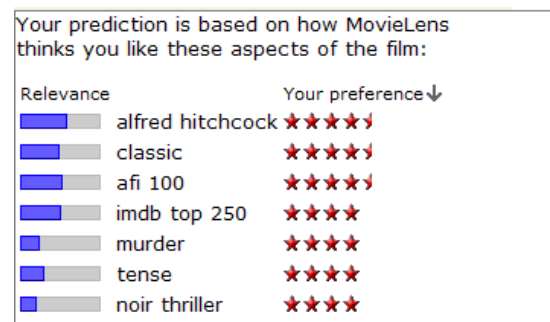 Your prediction is based on how MovieLens
thinks you like these aspects of the film:
Relevance Your preference
alfred hitchcock
classic
afi 100
imdb top 250
murder
tense
noir thriller